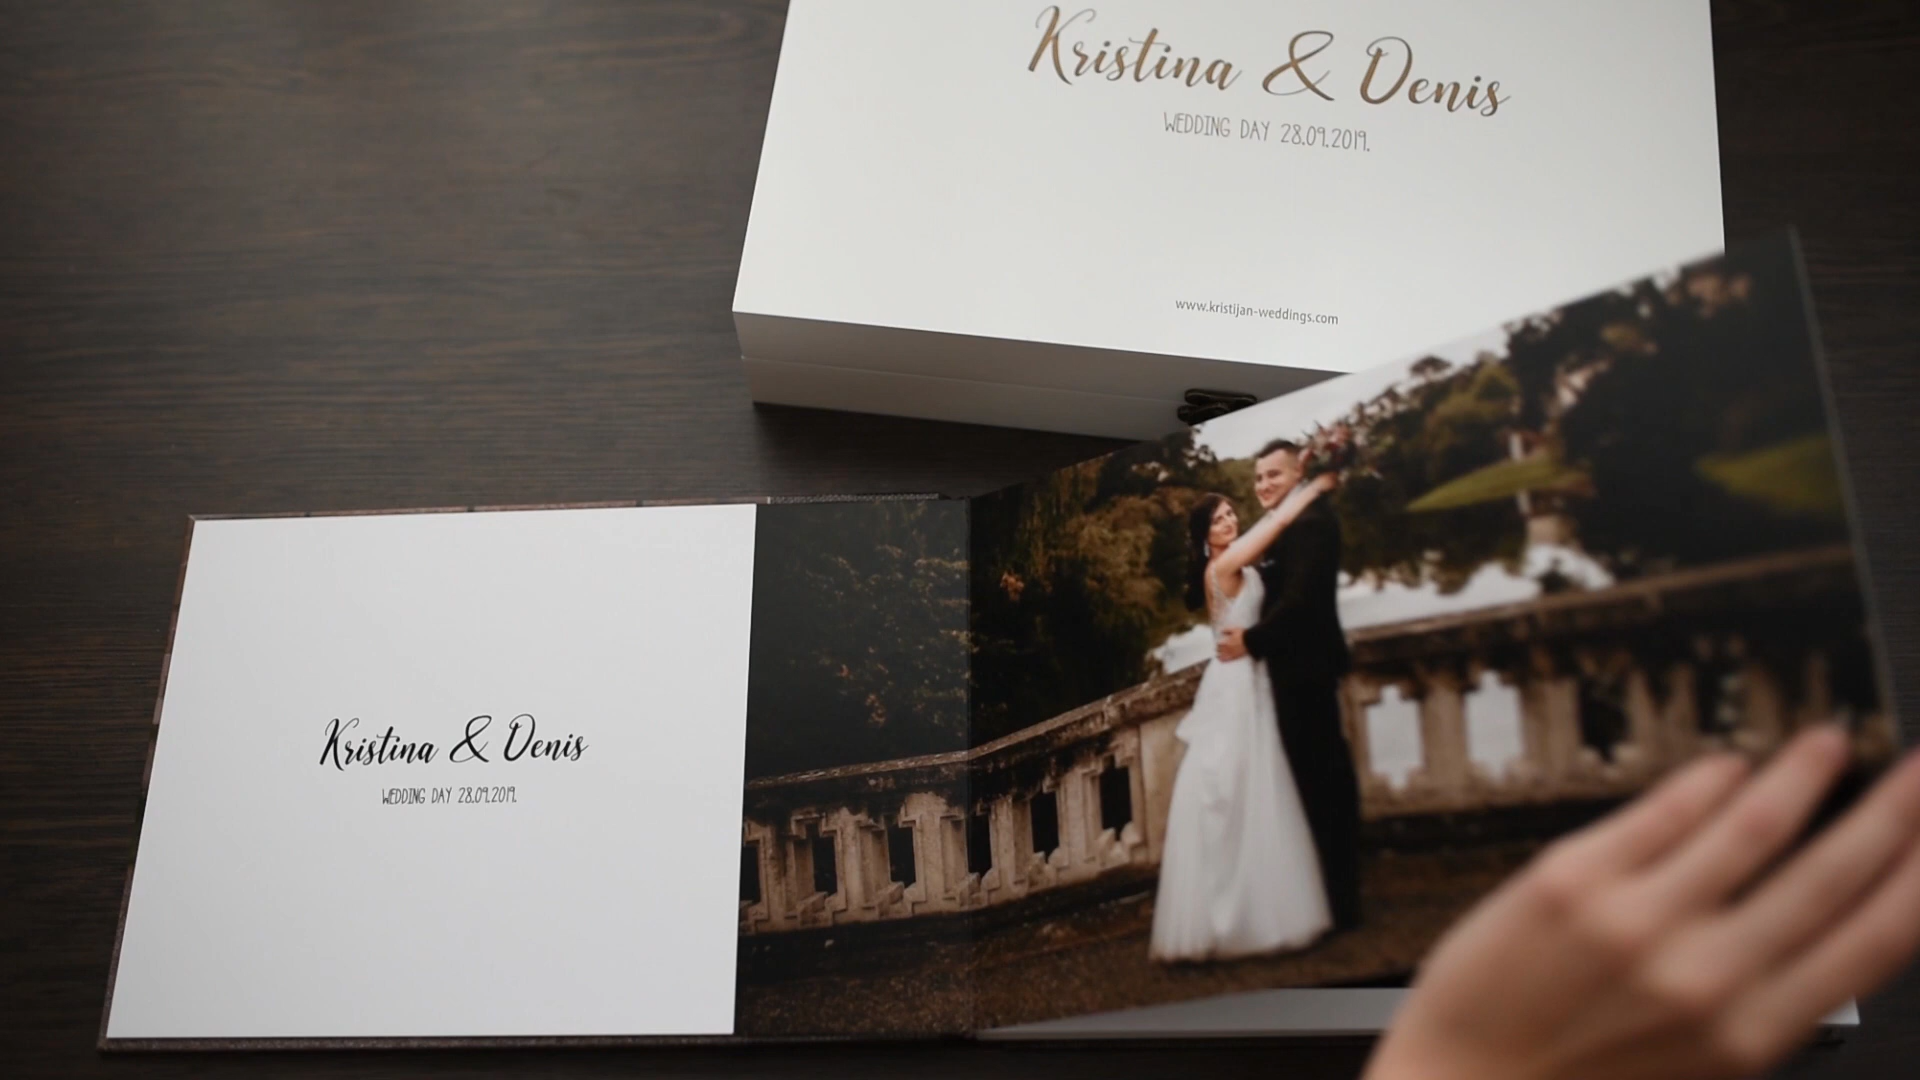 Kristina & Denis
WEDDING DAY 28.09.2019.
www.kristijan-weddings.com
Kristina & Denis
WEDDING DAY 28.09.2019.